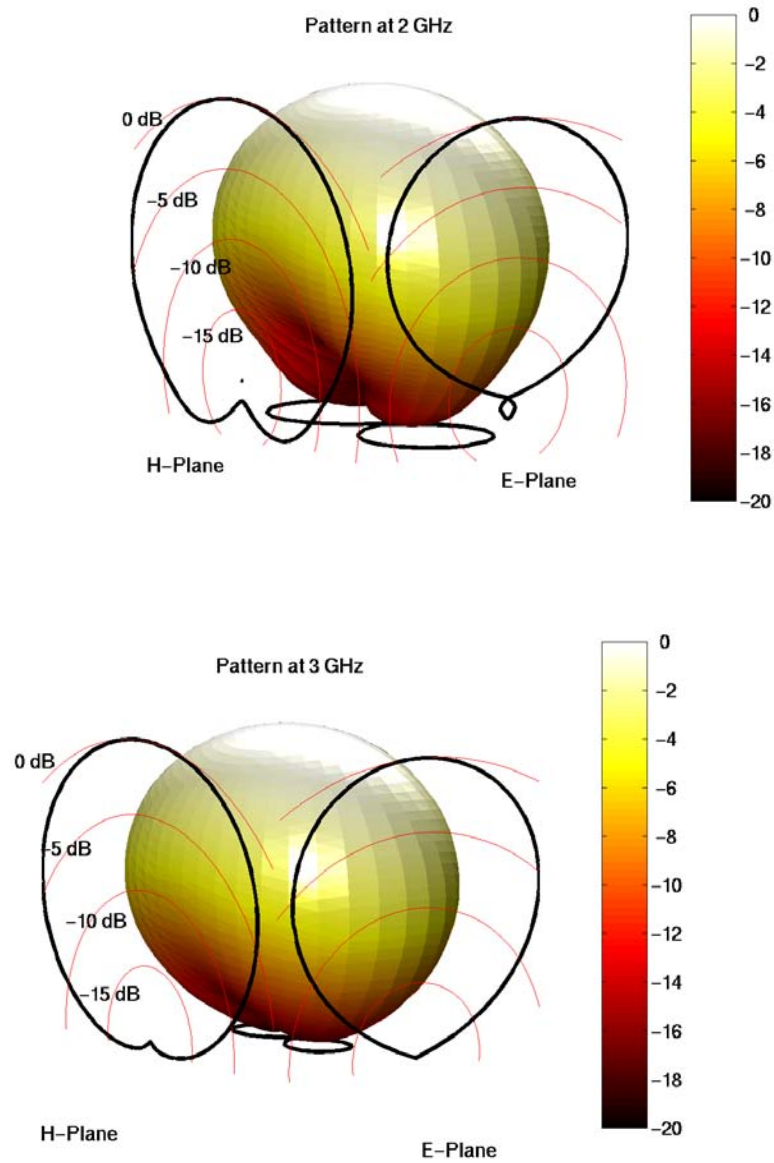 Pattern at 2 GHz
0 dB
−5 dB
−10 dB
−15 dB
H−Plane
E−Plane
0
−2
−4
−6
−8
−10
−12
−14
−16
−18
−20
Pattern at 3 GHz
0 dB
−5 dB
−10 dB
−15 dB
H−Plane
E−Plane
0
−2
−4
−6
−8
−10
−12
−14
−16
−18
−20